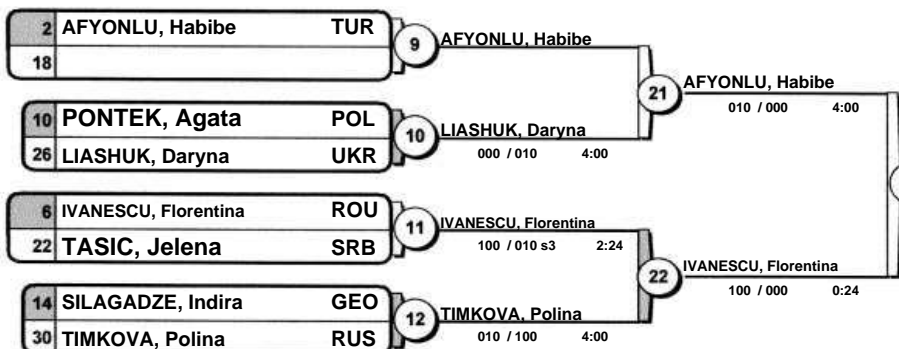 2 AFYONLU, Habibe TUR
18
9
AFYONLU, Habibe
10 PONTEK, Agata POL
26 LIASHUK, Daryna UKR
10
LIASHUK, Daryna
000 / 010 4:00
21
AFYONLU, Habibe
010 / 000 4:00
6 IVANESCU, Florentina ROU
22 TASIC, Jelena SRB
11
IVANESCU, Florentina
100 / 010 s3 2:24
14 SILAGADZE, Indira GEO
30 TIMKOVA, Polina RUS
12
TIMKOVA, Polina
010 / 100 4:00
22
IVANESCU, Florentina
100 / 000 0:24